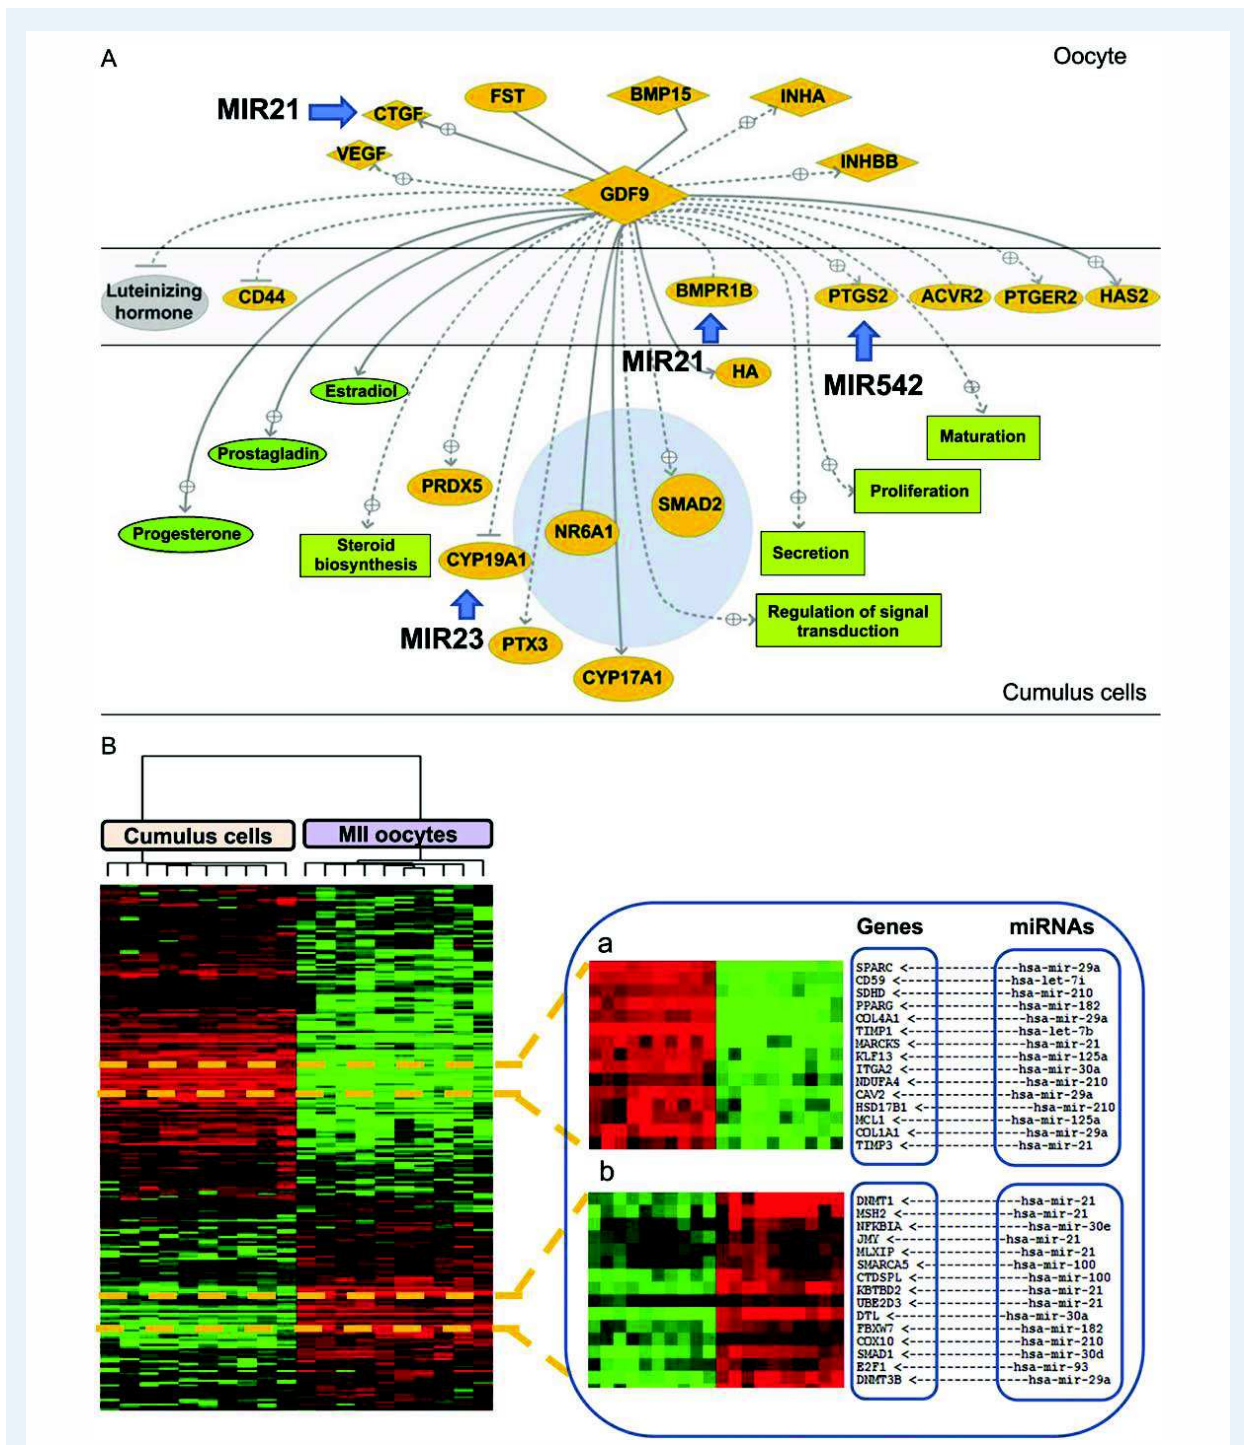 A
Oocyte
MIR21
CTGF
FST
BMP15
INHA
VEGF
INHBB
GDF9
Luteinizing
hormone
CD44
BMPR1B
PTGS2
ACVR2
PTGER2
HAS2
MIR21
HA
MIR542
Estradiol
Maturation
Prostagladin
PRDX5
SMAD2
Proliferation
Progesterone
Steroid
biosynthesis
CYP19A1
NR6A1
Secretion
MIR23
PTX3
Regulation of signal
transduction
CYP17A1
Cumulus cells
B
Cumulus cells
MII oocytes
a
Genes
miRNAs
SPARC <--------------hsa-mir-29a
CD59 <--------------hsa-let-7i
SDHD <--------------hsa-mir-210
PPARG <--------------hsa-mir-182
COL4A1 <--------------hsa-mir-29a
TIMP1 <--------------hsa-let-7b
MARCKS <--------------hsa-mir-21
KLF13 <--------------hsa-mir-125a
ITGA2 <--------------hsa-mir-30a
NDUFA4 <--------------hsa-mir-210
CAV2 <--------------hsa-mir-29a
HSD17B1 <--------------hsa-mir-210
MCL1 <--------------hsa-mir-125a
COL1A1 <--------------hsa-mir-29a
TIMP3 <--------------hsa-mir-21
b
DNMT1 <--------------hsa-mir-21
MSH2 <--------------hsa-mir-21
NFKBIA <--------------hsa-mir-30e
JMY <--------------hsa-mir-21
MLXIP <--------------hsa-mir-21
SMARCA5 <--------------hsa-mir-100
CTDSPL <--------------hsa-mir-100
KBTBD2 <--------------hsa-mir-21
UBE2D3 <--------------hsa-mir-21
DTL <--------------hsa-mir-30a
FBXW7 <--------------hsa-mir-182
COX10 <--------------hsa-mir-210
SMAD1 <--------------hsa-mir-30d
E2F1 <--------------hsa-mir-93
DNMT3B <--------------hsa-mir-29a